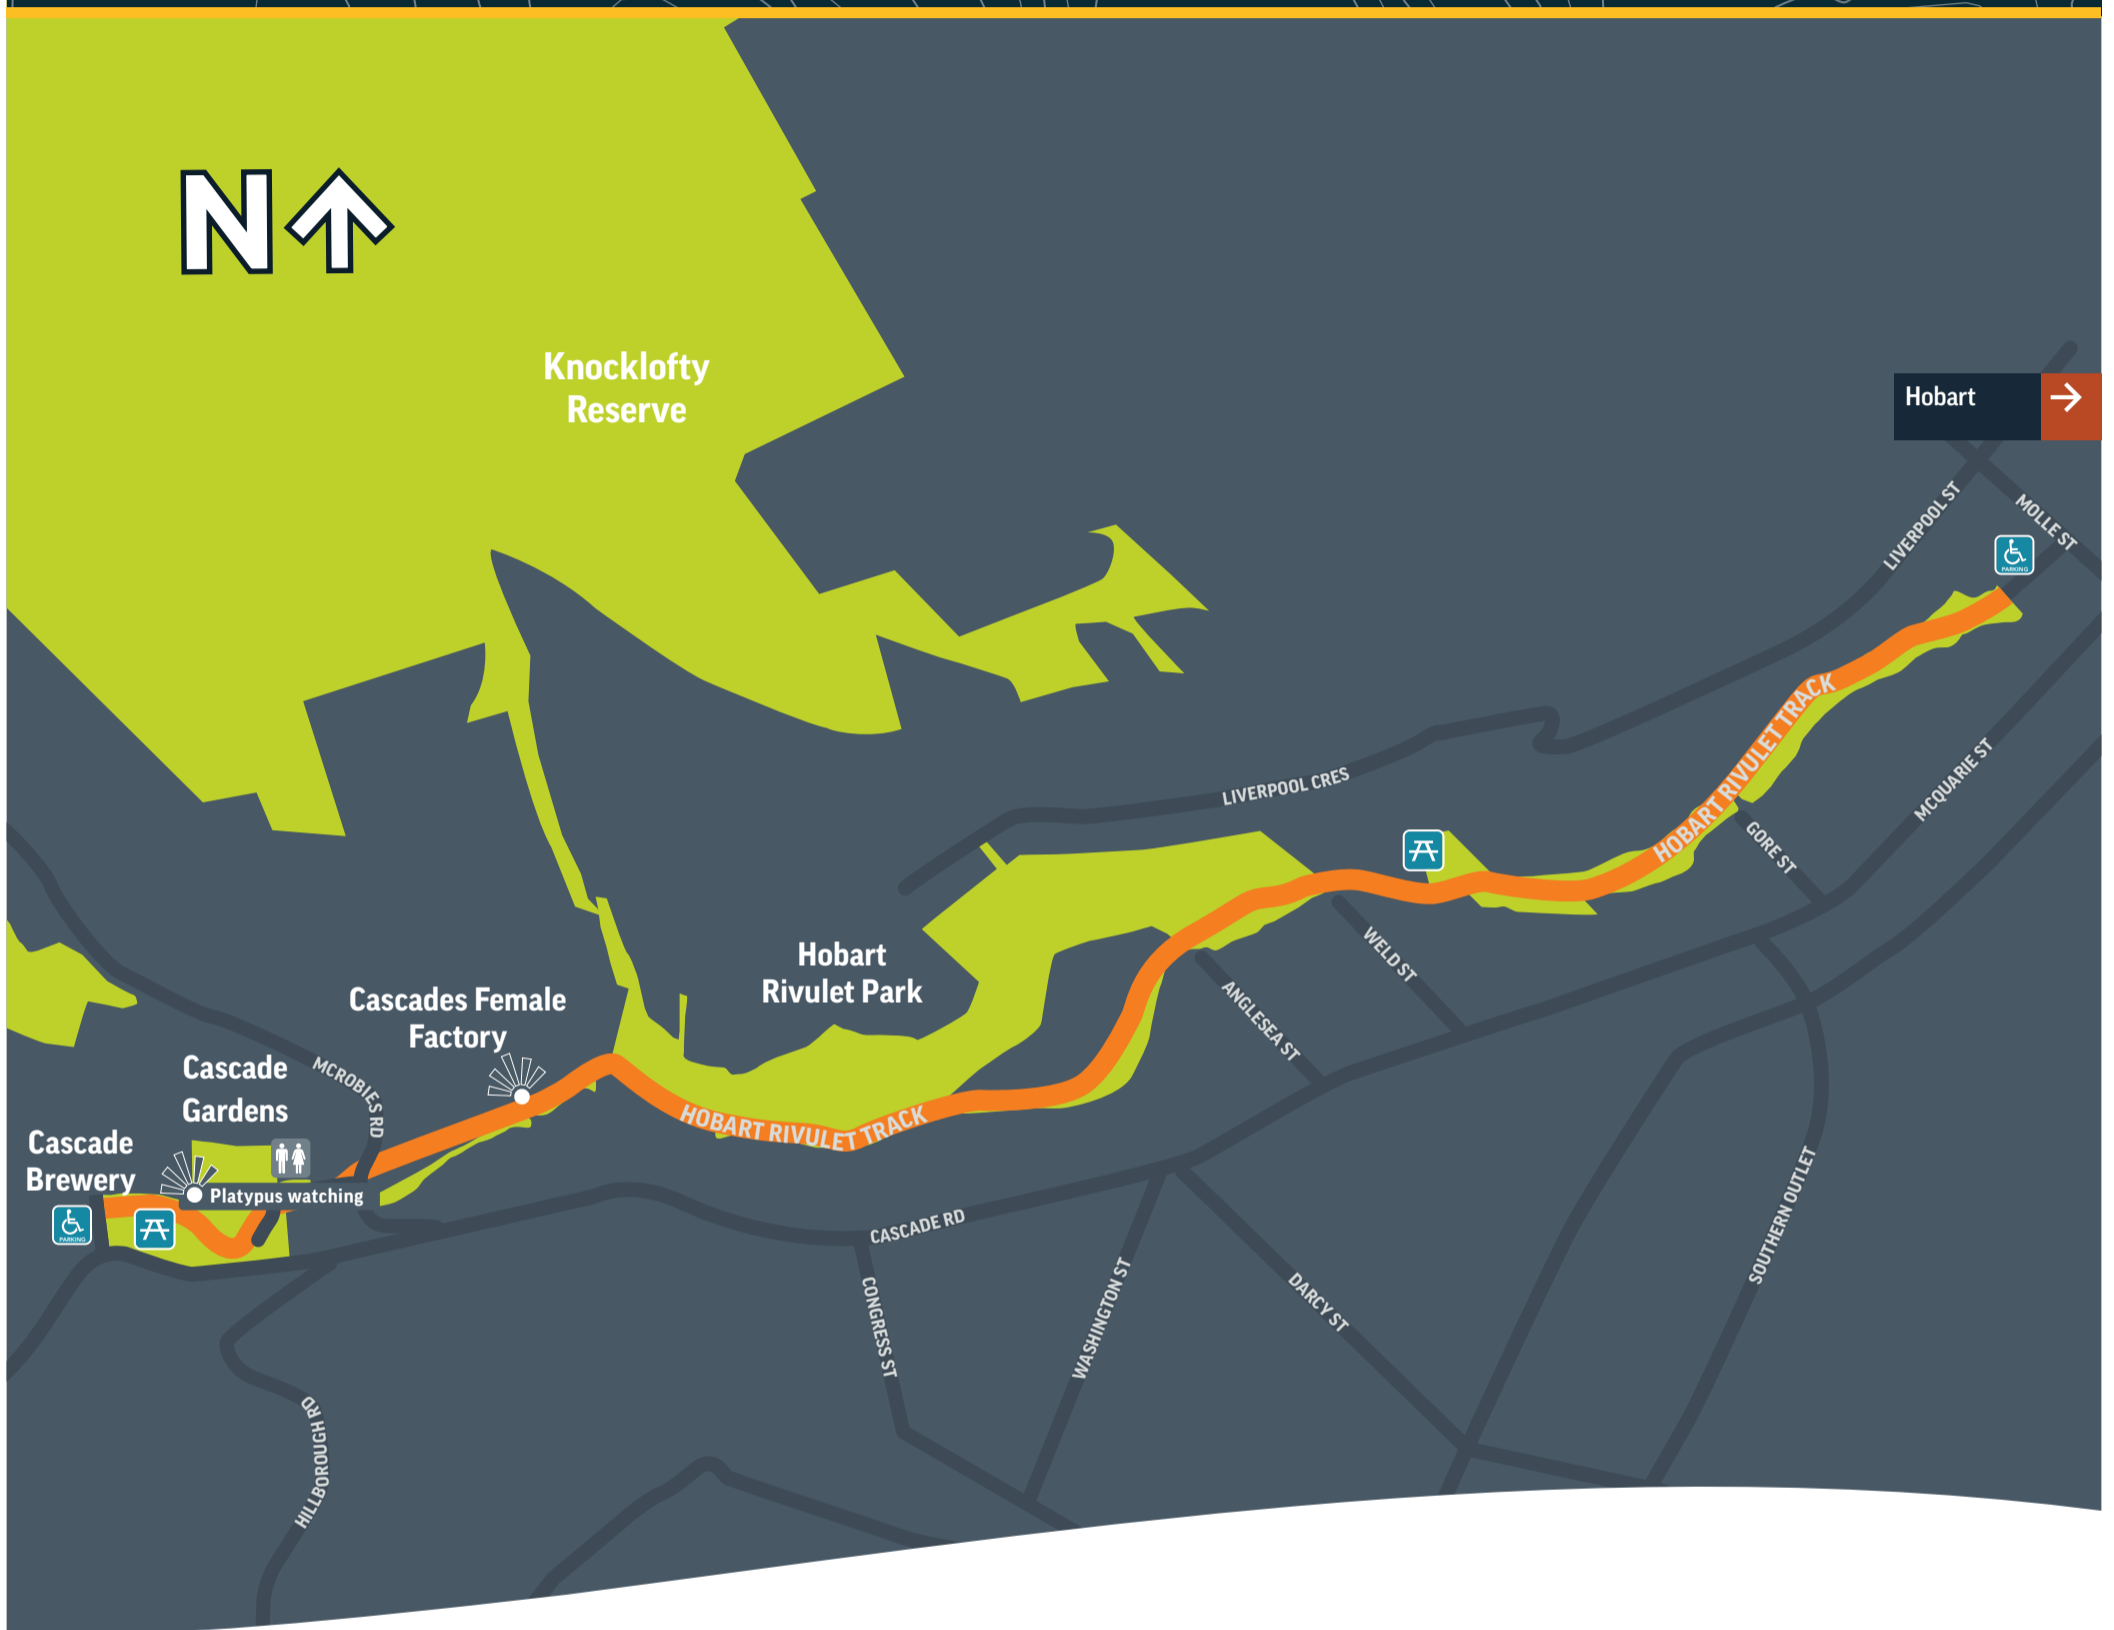 N
Knocklofty
Reserve
Hobart
LIVERPOOL ST
MOLLE ST
PARKING
HOBART RIVULET TRACK
MCQUARIE ST
LIVERPOOL CRES
GORE ST
Hobart
Rivulet Park
WELD ST
ANGLESEA ST
Cascades Female
Factory
Cascade
Gardens
MCROBIES RD
Cascade
Brewery
Platypus watching
PARKING
HOBART RIVULET TRACK
CASCADE RD
CONGRESS ST
WASHINGTON ST
DARCY ST
SOUTHERN OUTLET
HILLBOROUGH RD